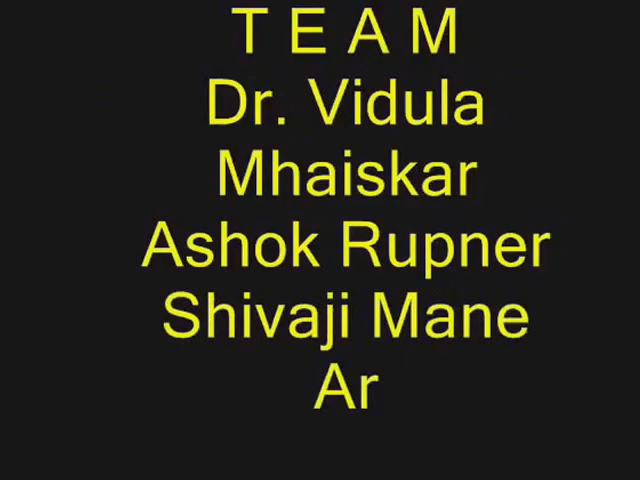 T E A M
Dr. Vidula
Mhaiskar
Ashok Rupner
Shivaji Mane
Ar